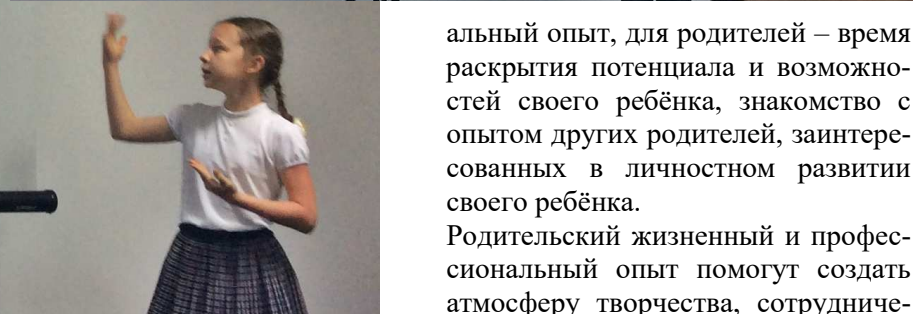 альный опыт, для родителей – время
раскрытия потенциала и возможно-
стей своего ребёнка, знакомство с
опытом других родителей, заинтере-
сованных в личностном развитии
своего ребёнка.
Родительский жизненный и профес-
сиональный опыт помогут создать
атмосферу творчества, сотрудниче-